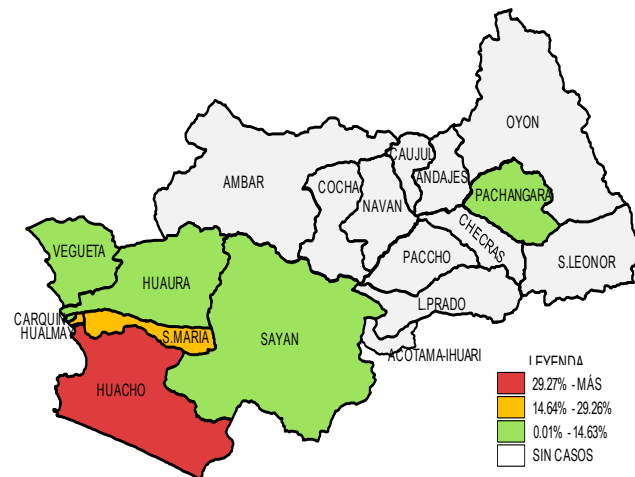 OYON
CAUJUL
ANDAJES
AMBAR
COCHA
NAVAN
PACHANGARA
CHECRAS
VEGUETA
HUAURA
PACCHO
S.LEONOR
L.PRADO
CARQUIN
HUALMAY
S.MARIA
SAYAN
ACOTAMA-IHUARI
HUACHO
LEYENDA
29.27% - MÁS
14.64% - 29.26%
0.01% - 14.63%
SIN CASOS